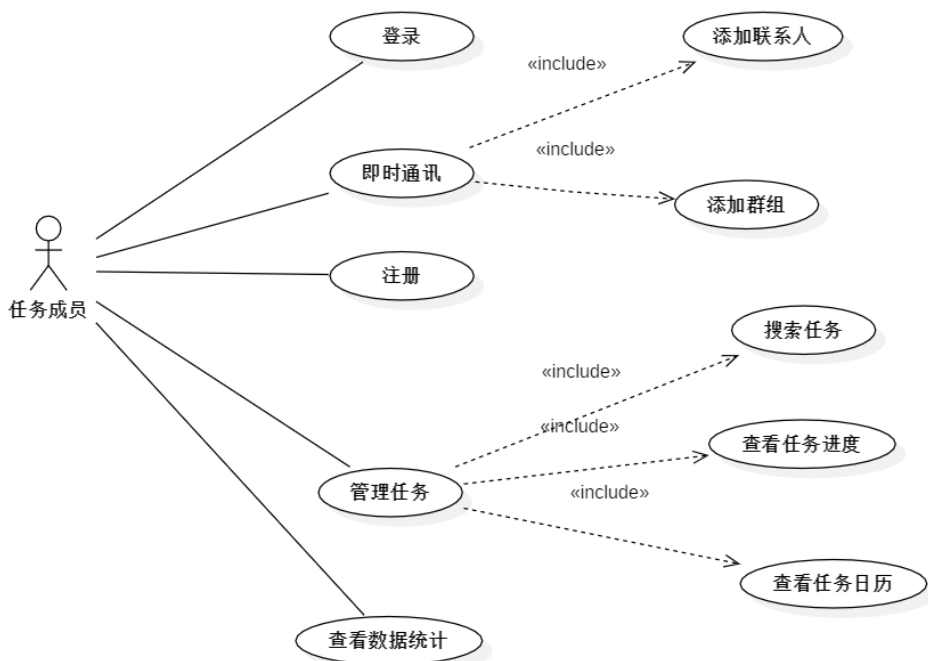 登录
添加联系人
«include»
«include»
即时通讯
添加群组
注册
任务成员
搜索任务
«include»
«include»
查看任务进度
管理任务
«include»
查看任务日历
查看数据统计